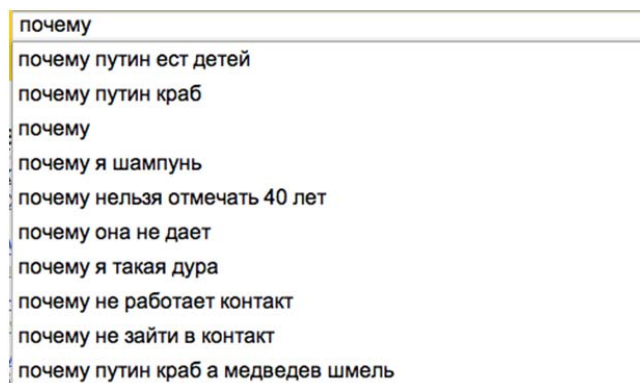 почему
почему путин ест детей
почему путин краб
почему
почему я шампунь
почему нельзя отмечать 40 лет
почему она не дает
почему я такая дура
почему не работает контакт
почему не зайти в контакт
почему путин краб а медведев шмель